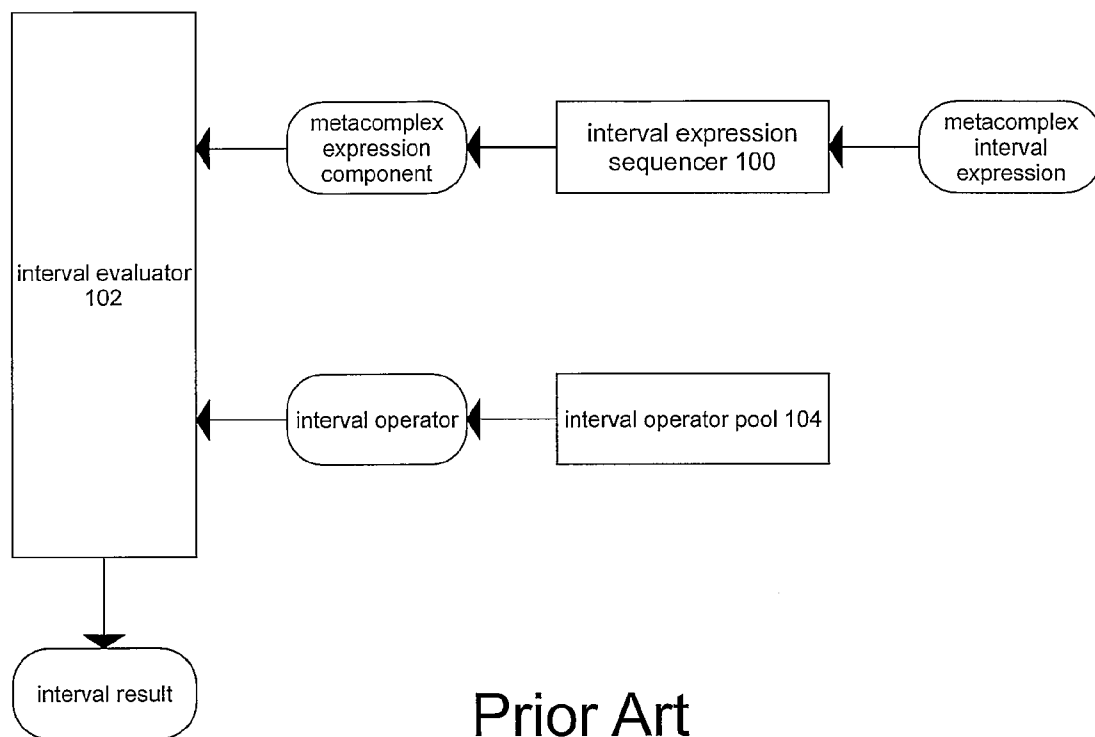 metacomplex
expression
component
interval expression
sequencer 100
metacomplex
interval
expression
interval evaluator
102
interval operator
interval operator pool 104
interval result
Prior Art